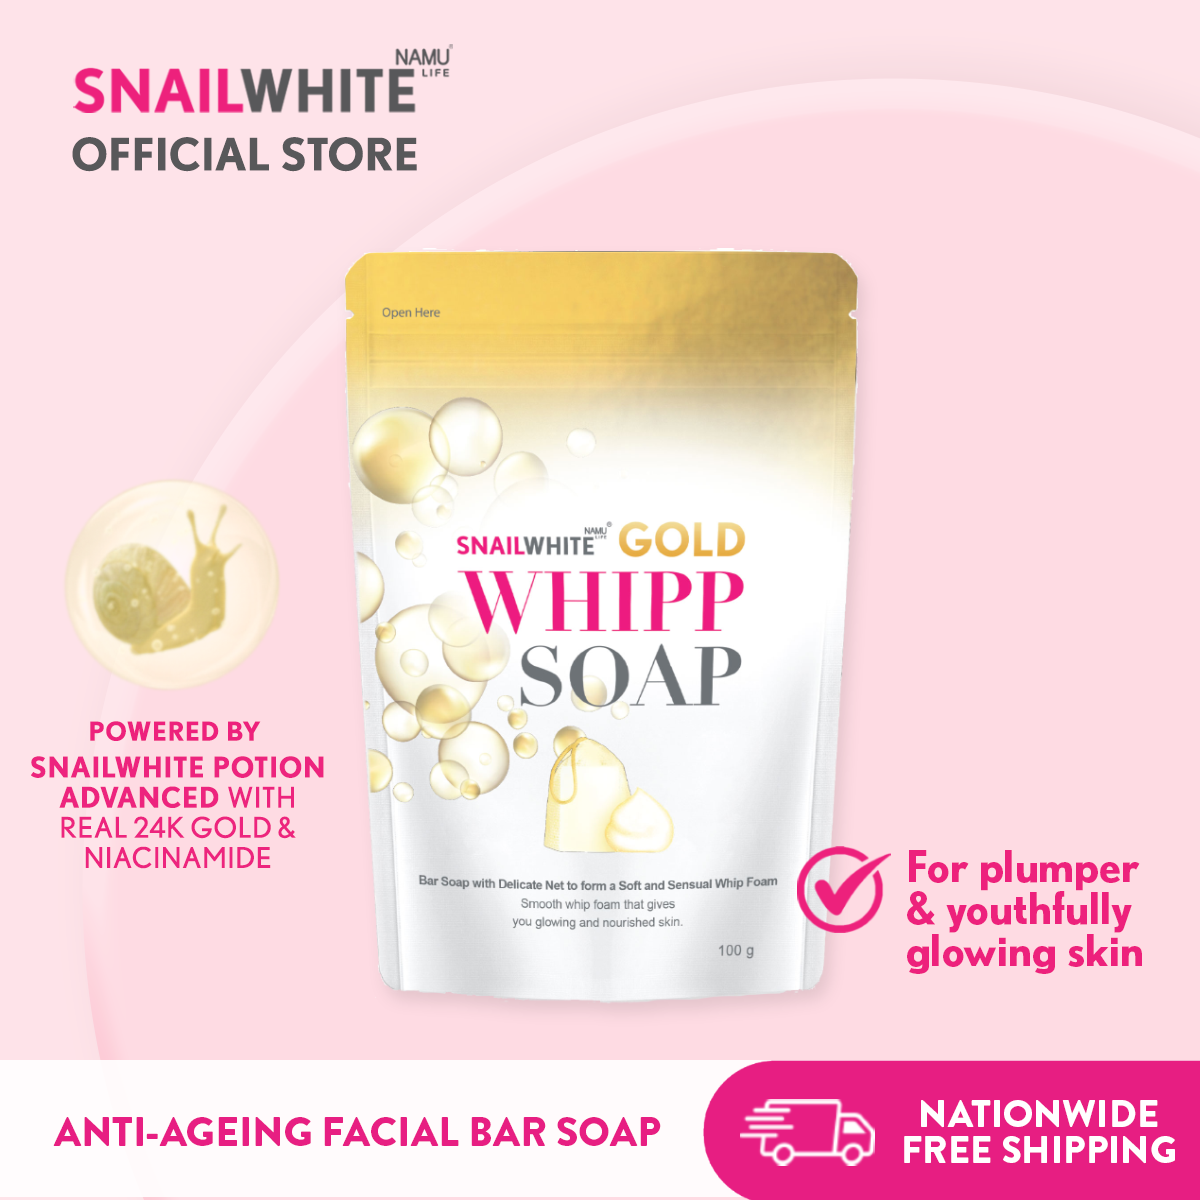 SNAILWHITE NAMU LIFE
OFFICIAL STORE
Open Here
SNAILWHITE NAMU LIFE GOLD
WHIPP
SOAP
Bar Soap with Delicate Net to form a Soft and Sensual Whip Foam
Smooth whip foam that gives
you glowing and nourished skin.
100 g
POWERED BY
SNAILWHITE POTION
ADVANCED WITH
REAL 24K GOLD &
NIACINAMIDE
For plumper
& youthfully
glowing skin
ANTI-AGEING FACIAL BAR SOAP
NATIONWIDE
FREE SHIPPING